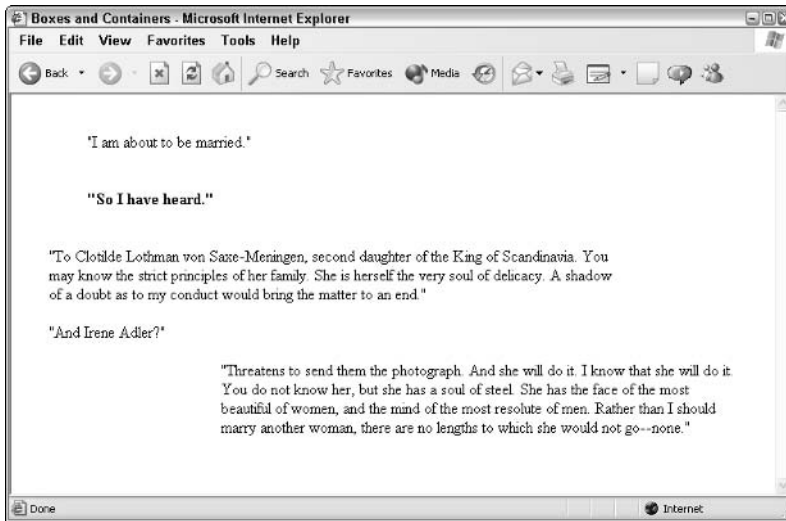 Boxes and Containers - Microsoft Internet Explorer
File Edit View Favorites Tools Help
Back Search Favorites Media
"I am about to be married."
"So I have heard."
"To Clotilde Lothman von Saxe-Meningen, second daughter of the King of Scandinavia. You
may know the strict principles of her family. She is herself the very soul of delicacy. A shadow
of a doubt as to my conduct would bring the matter to an end."
"And Irene Adler?"
"Threatens to send them the photograph. And she will do it. I know that she will do it.
You do not know her, but she has a soul of steel. She has the face of the most
beautiful of women, and the mind of the most resolute of men. Rather than I should
marry another woman, there are no lengths to which she would not go--none."
Done Internet